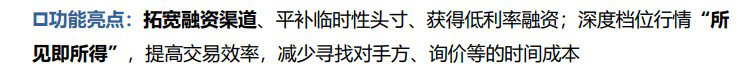 口功能亮点：拓宽融资渠道、平补临时性头寸、获得低利率融资；深度档位行情“所
见即所得”，提高交易效率，减少寻找对手方、询价等的时间成本